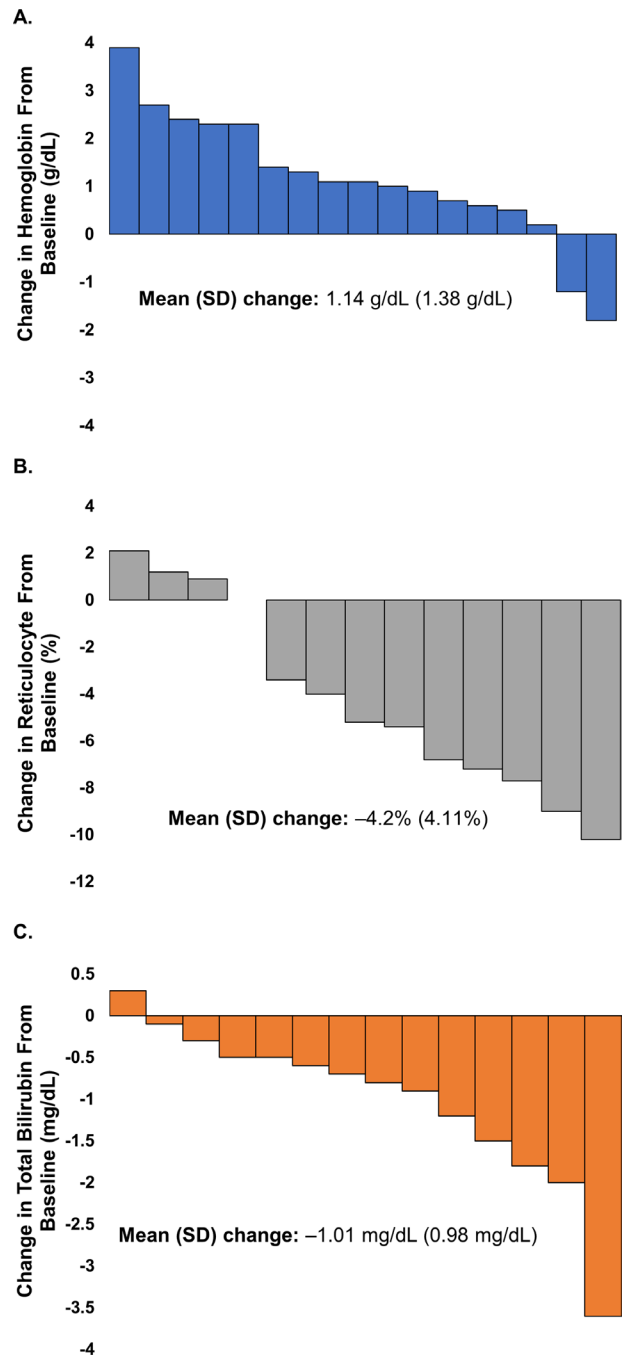 A.
Change in Hemoglobin From
Baseline (g/dL)
4
3
2
1
0
-1
-2
-3
-4
Mean (SD) change: 1.14 g/dL (1.38 g/dL)
B.
Change in Reticulocyte From
Baseline (%)
4
2
0
-2
-4
-6
-8
-10
-12
Mean (SD) change: –4.2% (4.11%)
C.
Change in Total Bilirubin From
Baseline (mg/dL)
0.5
0
-0.5
-1
-1.5
-2
-2.5
-3
-3.5
-4
Mean (SD) change: –1.01 mg/dL (0.98 mg/dL)